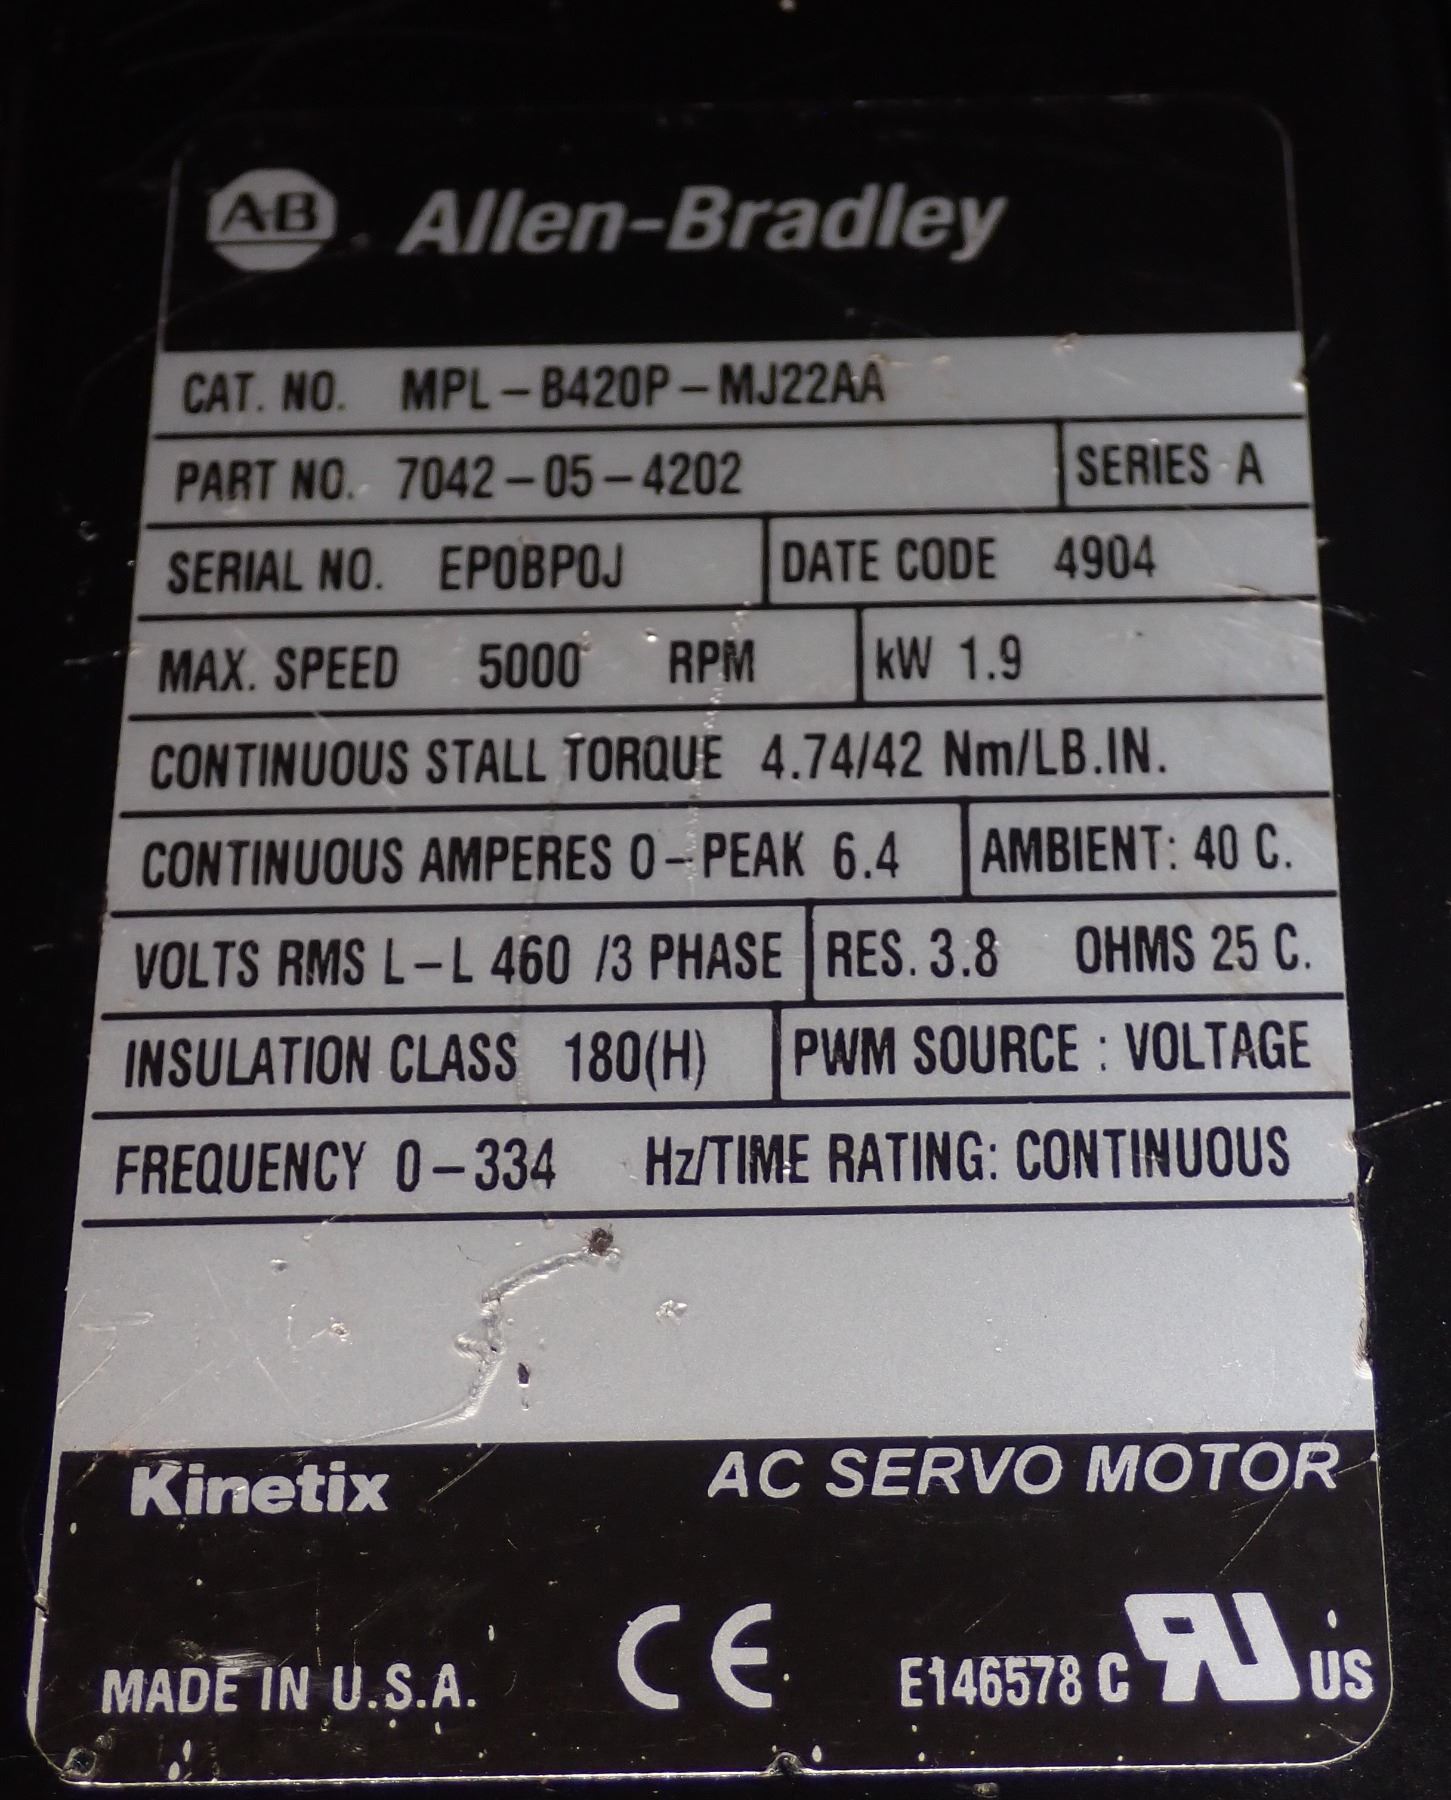 A-B Allen-Bradley
CAT. NO. MPL-B420P-MJ22AA
PART NO. 7042-05-4202 SERIES A
SERIAL NO. EP0BP0J DATE CODE 4904
MAX. SPEED 5000 RPM kW 1.9
CONTINUOUS STALL TORQUE 4.74/42 Nm/LB.IN.
CONTINUOUS AMPERES 0-PEAK 6.4 AMBIENT: 40 C.
VOLTS RMS L-L 460 /3 PHASE RES. 3.8 OHMS 25 C.
INSULATION CLASS 180(H) PWM SOURCE : VOLTAGE
FREQUENCY 0-334 Hz/TIME RATING: CONTINUOUS
Kinetix AC SERVO MOTOR
MADE IN U.S.A. CE E146578 C RU US